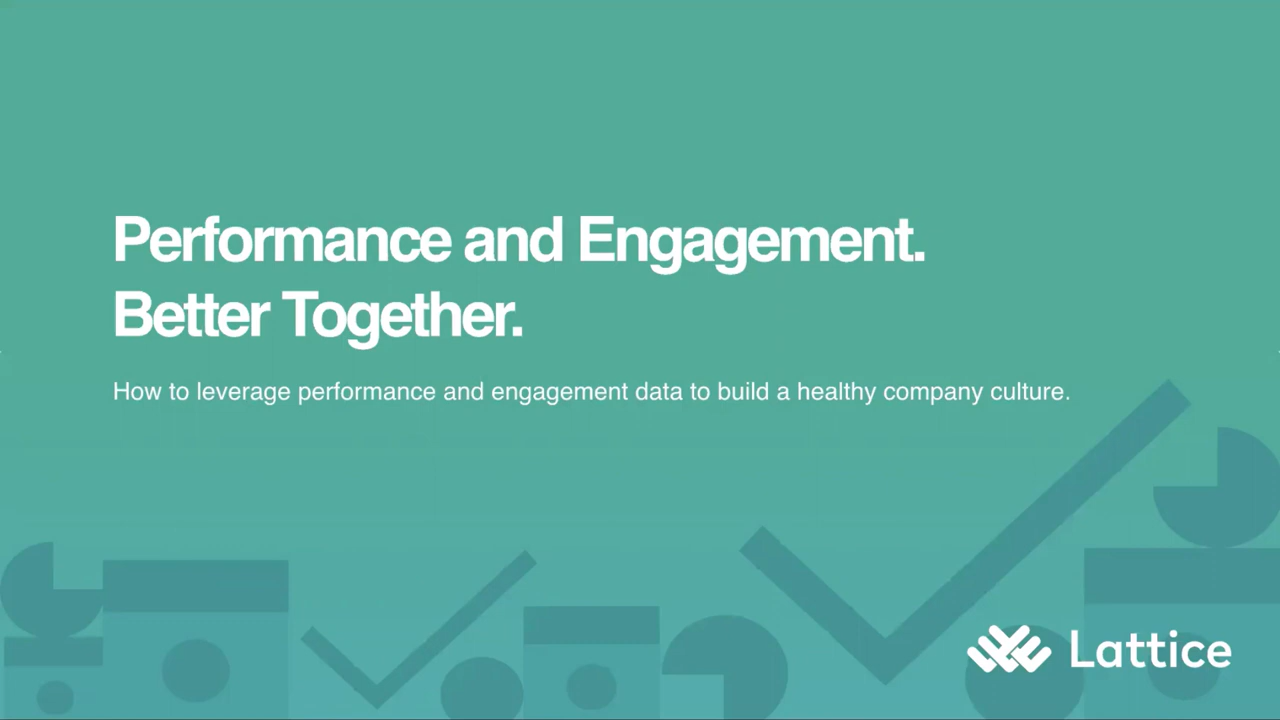 Performance and Engagement.
Better Together.
How to leverage performance and engagement data to build a healthy company culture.
Lattice